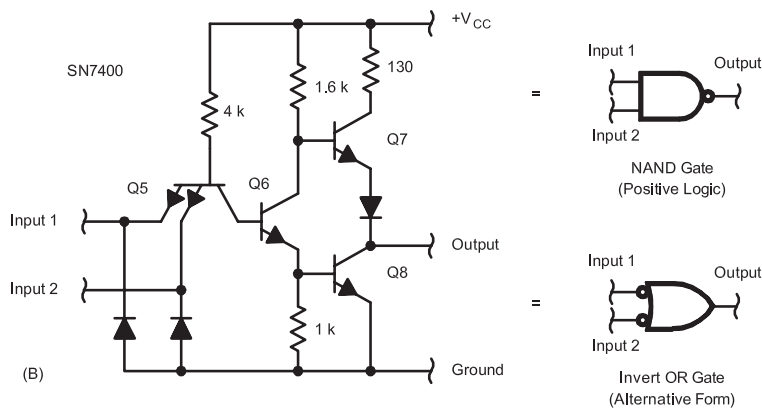 +VCC
SN7400
4 k
1.6 k
130
Q5
Q6
Q7
Q8
Input 1
Input 2
Output
1 k
Ground
(B)
=
Input 1
Output
Input 2
NAND Gate
(Positive Logic)
=
Input 1
Output
Input 2
Invert OR Gate
(Alternative Form)